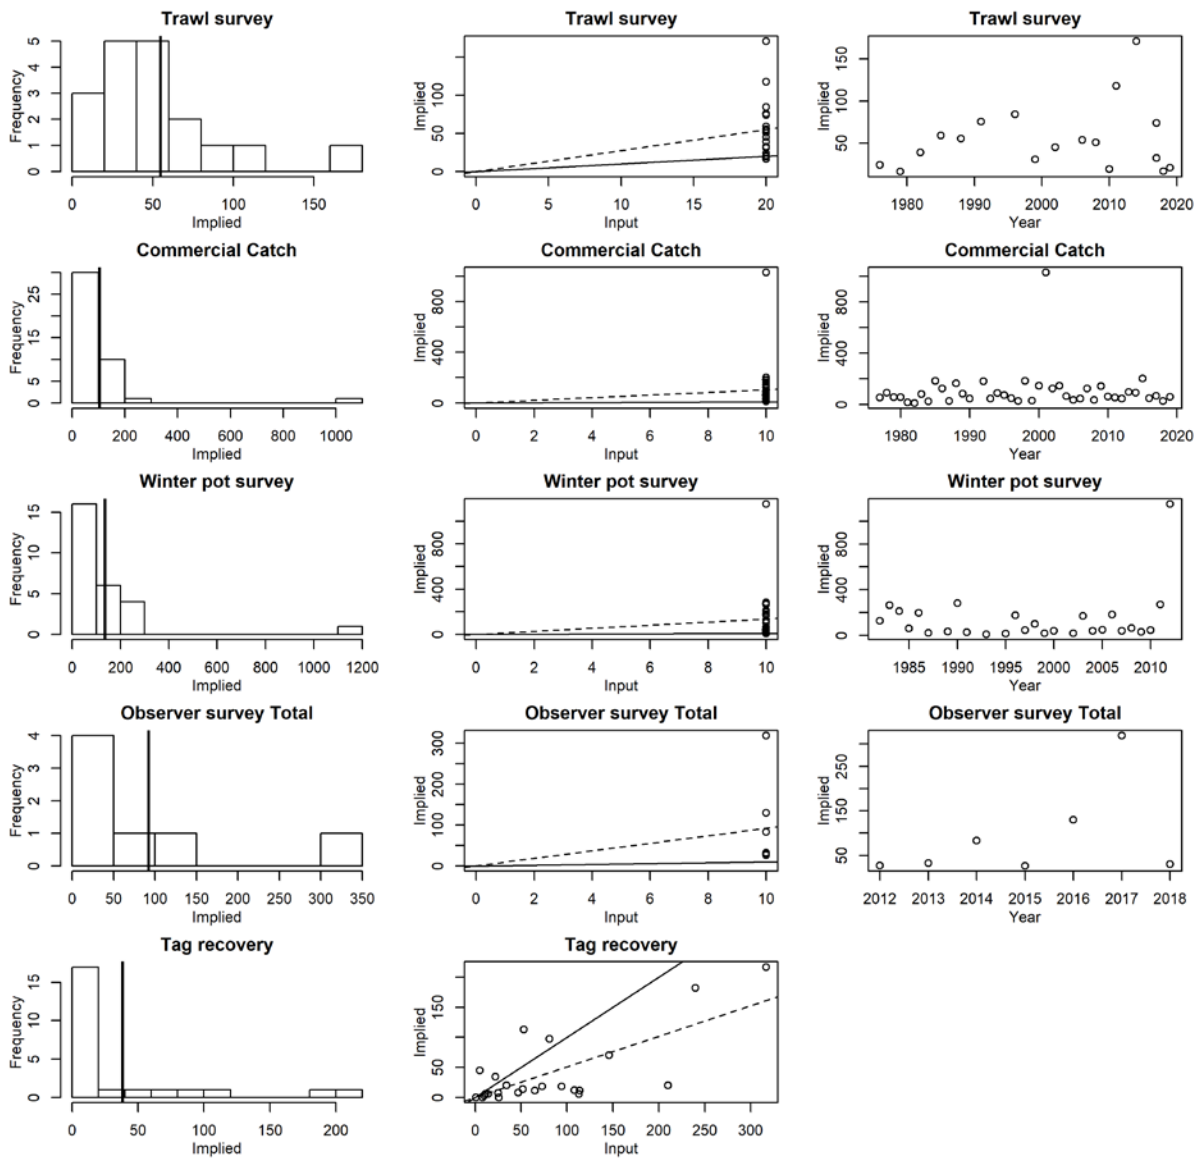 Trawl survey Trawl survey Trawl survey
Frequency 0 1 2 3 4 5
0 50 100 150
Implied
Implied 0 50 100
0 5 10 15 20
Input
Implied 50 100 150
1980 1990 2000 2010 2020
Year
Commercial Catch Commercial Catch Commercial Catch
Frequency 0 5 15 25
0 200 400 600 800 1000
Implied
Implied 0 400 800
0 2 4 6 8 10
Input
Implied 0 400 800
1980 1990 2000 2010 2020
Year
Winter pot survey Winter pot survey Winter pot survey
Frequency 0 5 10 15
0 200 400 600 800 1000 1200
Implied
Implied 0 400 800
0 2 4 6 8 10
Input
Implied 0 400 800
1985 1990 1995 2000 2005 2010
Year
Observer survey Total Observer survey Total Observer survey Total
Frequency 0 1 2 3 4
0 50 100 150 200 250 300 350
Implied
Implied 0 100 200 300
0 2 4 6 8 10
Input
Implied 50 150 250
2012 2013 2014 2015 2016 2017 2018
Year
Tag recovery Tag recovery
Frequency 0 5 10 15
0 50 100 150 200
Implied
Implied 0 50 150
0 50 100 150 200 250 300
Input